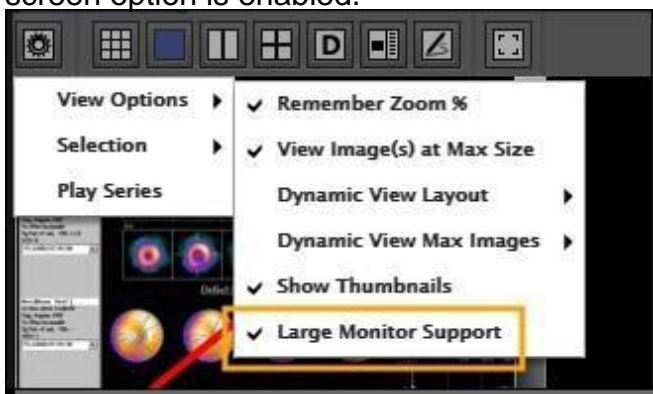 screen option is enabled.
D
View Options
Remember Zoom %
Selection
View Image(s) at Max Size
Play Series
Dynamic View Layout
Dynamic View Max Images
Show Thumbnails
Large Monitor Support